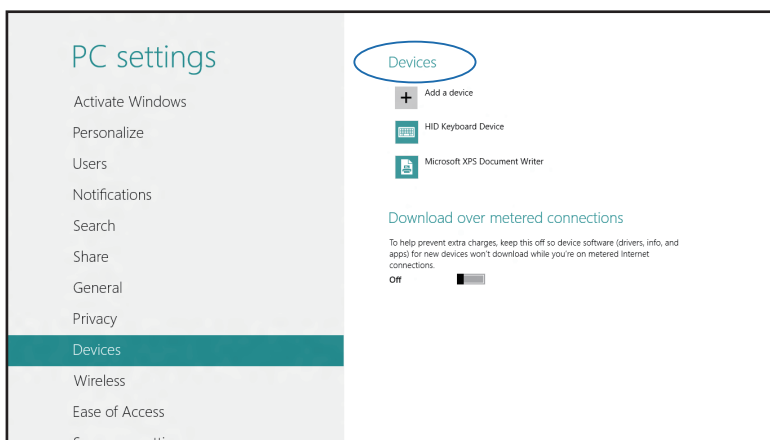 PC settings
Activate Windows
Personalize
Users
Notifications
Search
Share
General
Privacy
Devices
Wireless
Ease of Access
Devices
Add a device
HID Keyboard Device
Microsoft XPS Document Writer
Download over metered connections
To help prevent extra charges, keep this off so device software (drivers, info, and
apps) for new devices won't download while you're on metered Internet
connections.
Off